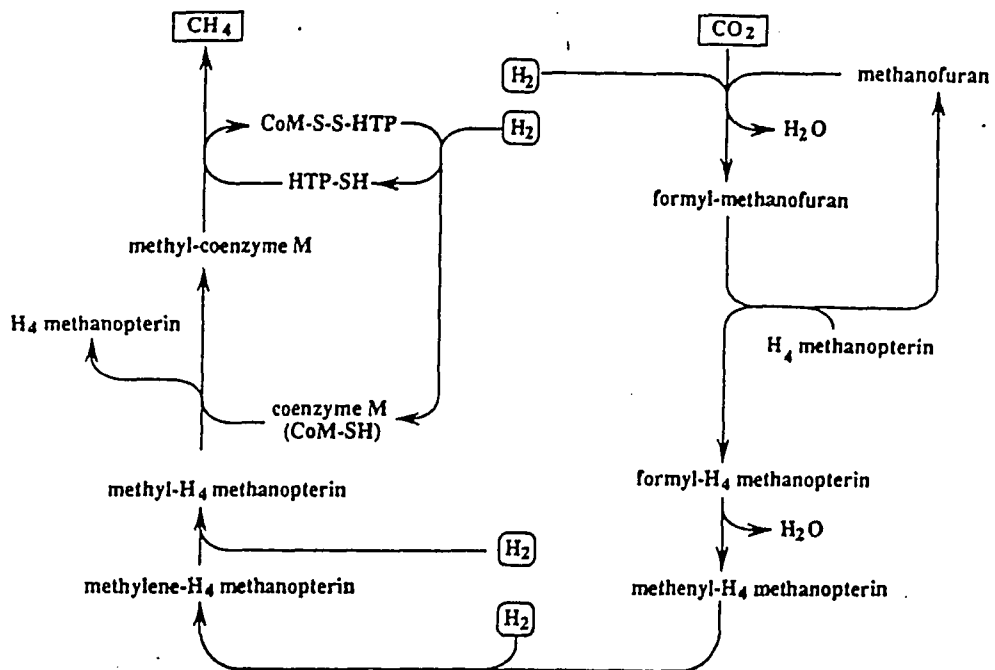 CH₄
CO₂
H₂
methanofuran
CoM-S-S-HTP
H₂
H₂O
HTP-SH
formyl-methanofuran
methyl-coenzyme M
H₄ methanopterin
H₄ methanopterin
coenzyme M
(CoM-SH)
methyl-H₄ methanopterin
formyl-H₄ methanopterin
H₂O
H₂
methylene-H₄ methanopterin
methenyl-H₄ methanopterin
H₂